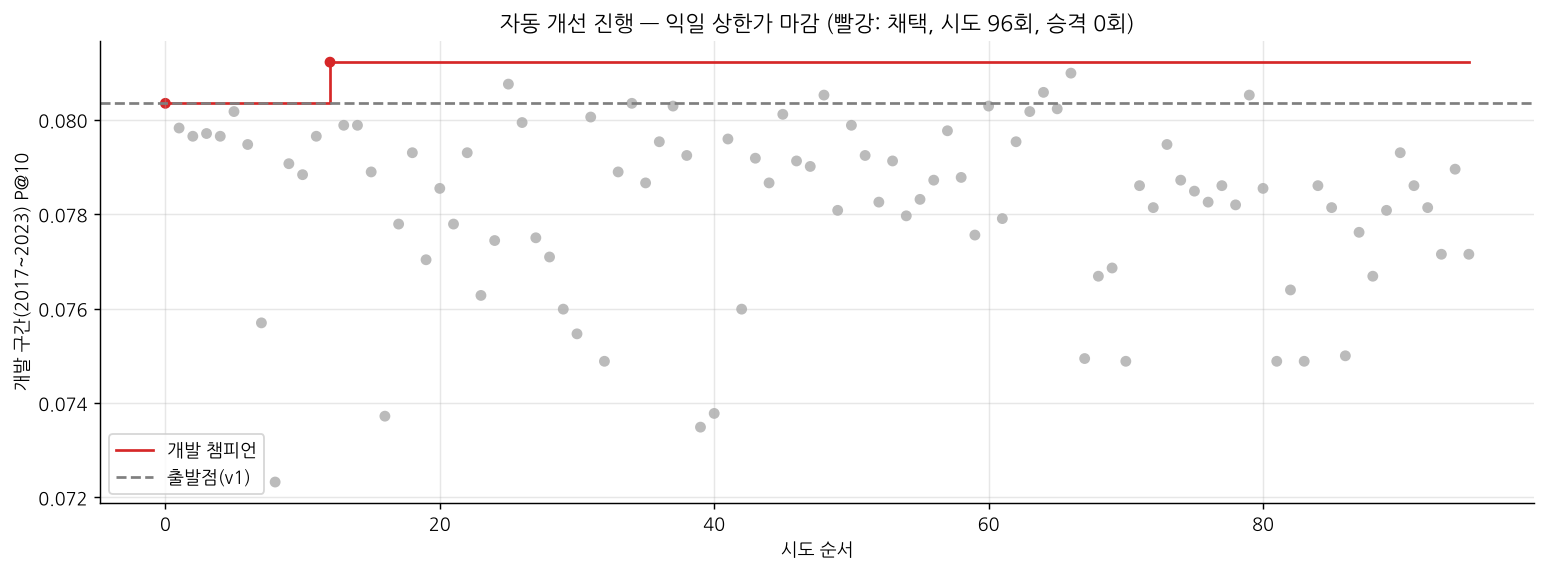 자동 개선 진행 — 익일 상한가 마감 (빨강: 채택, 시도 96회, 승격 0회)
개발 구간(2017~2023) P@10
0.080
0.078
0.076
0.074
0.072
개발 챔피언
출발점(v1)
0 20 40 60 80
시도 순서